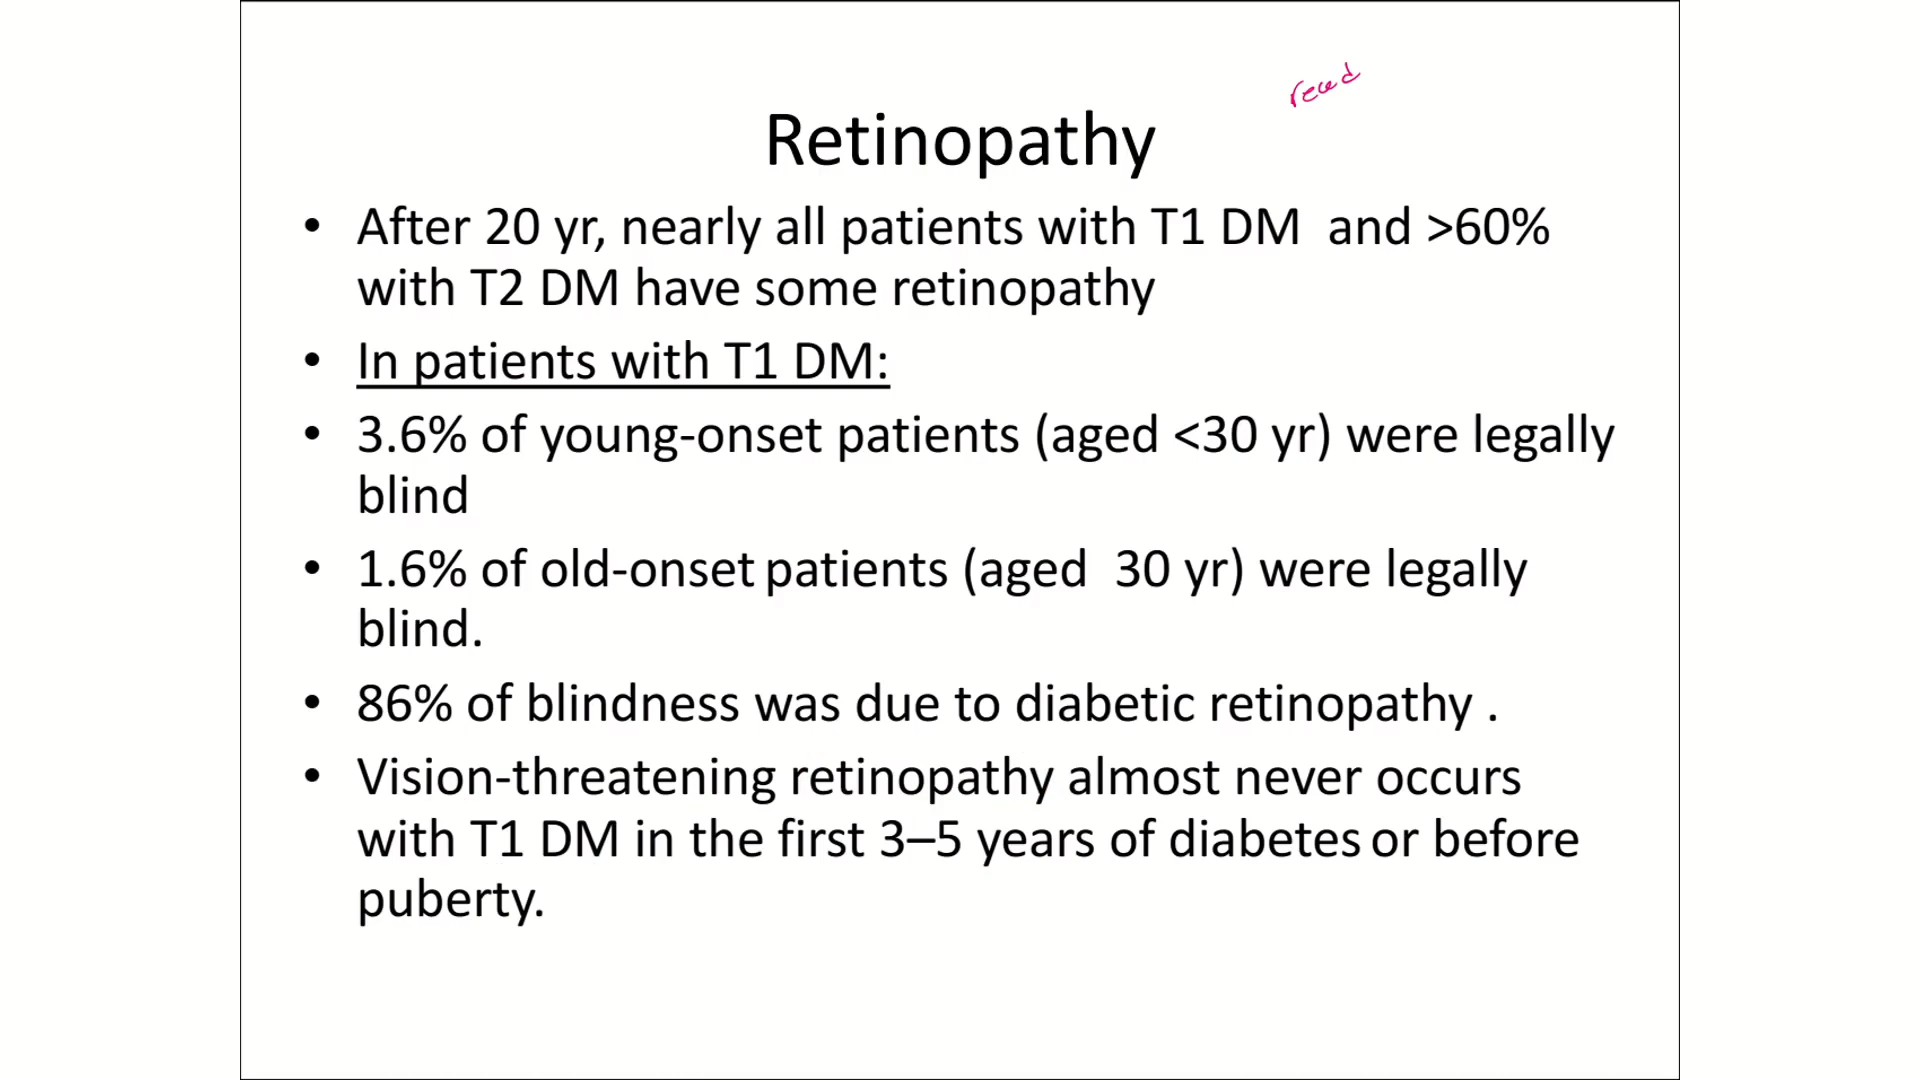 read
Retinopathy
• After 20 yr, nearly all patients with T1 DM and >60%
with T2 DM have some retinopathy
• In patients with T1 DM:
• 3.6% of young-onset patients (aged <30 yr) were legally
blind
• 1.6% of old-onset patients (aged 30 yr) were legally
blind.
• 86% of blindness was due to diabetic retinopathy .
• Vision-threatening retinopathy almost never occurs
with T1 DM in the first 3–5 years of diabetes or before
puberty.